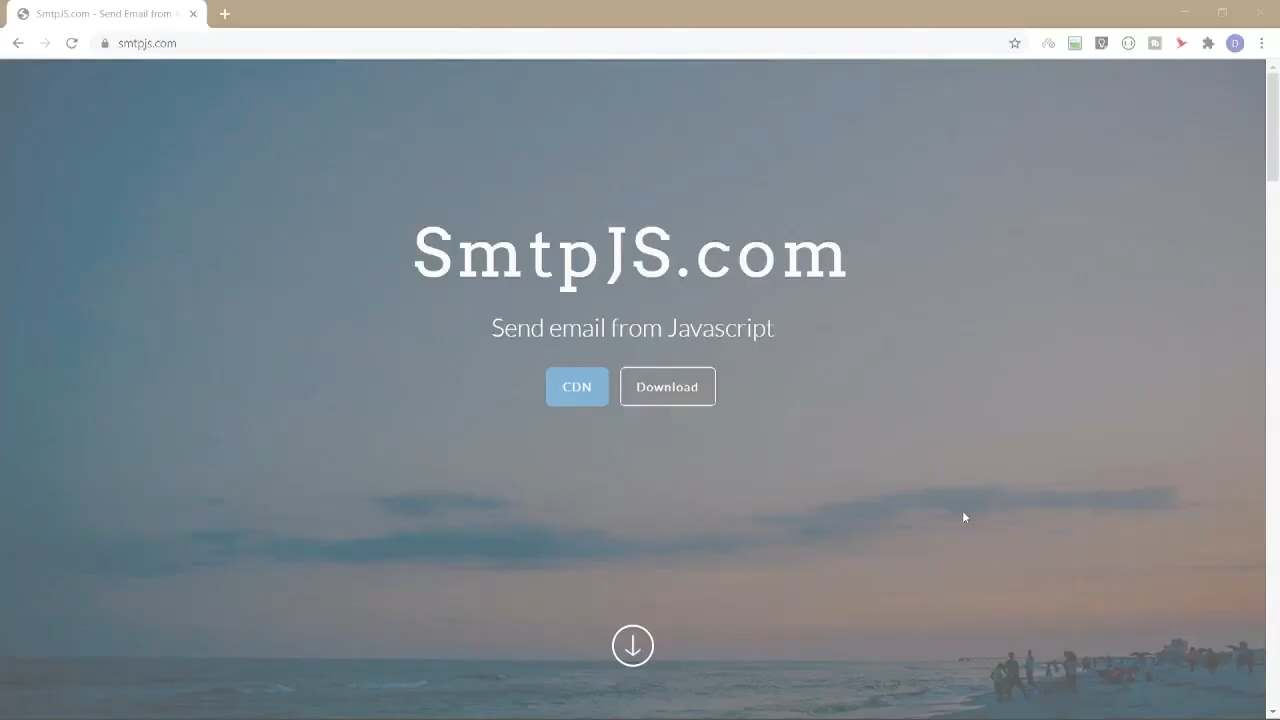 SmtpJS.com - Send Email from
smtpjs.com
D
SmtpJS.com
Send email from Javascript
CDN
Download